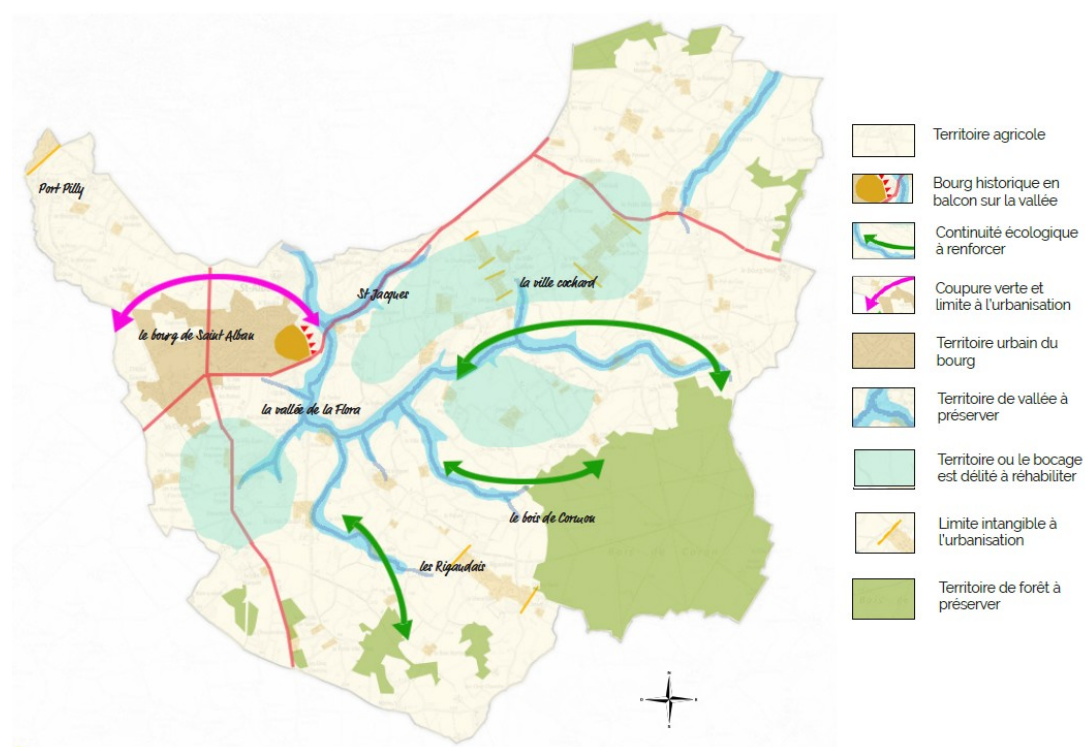 Port Pilly
St Jacques
la ville cochard
le bourg de Saint Alban
la vallée de la Flora
le bois de Cormou
les Rigaudais
Territoire agricole
Bourg historique en
balcon sur la vallée
Continuité écologique
à renforcer
Coupure verte et
limite à l'urbanisation
Territoire urbain du
bourg
Territoire de vallée à
préserver
Territoire ou le bocage
est délité à réhabiliter
Limite intangible à
l'urbanisation
Territoire de forêt à
préserver